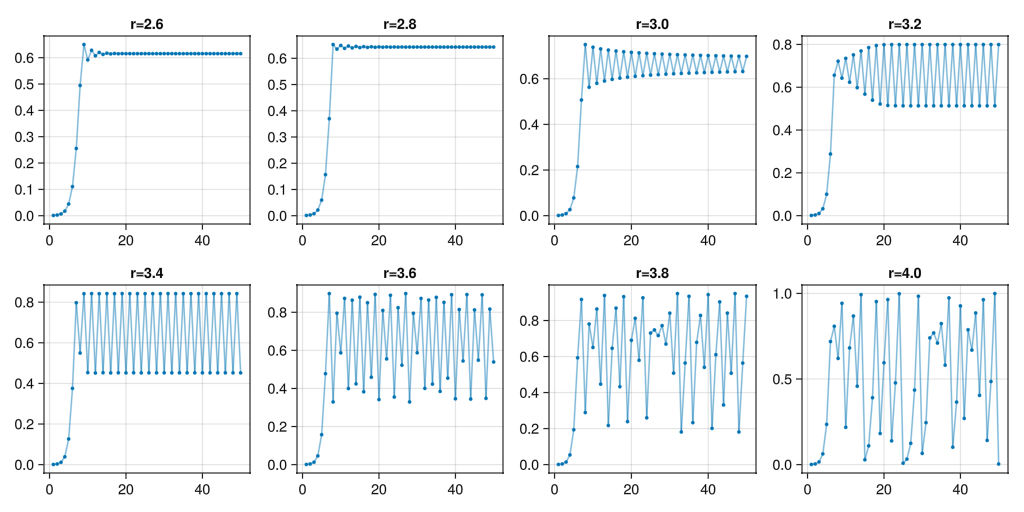 r=2.6 r=2.8 r=3.0 r=3.2
0.6 0.6 0.6 0.8
0.5 0.5 0.4 0.6
0.4 0.4 0.2 0.4
0.3 0.3 0.0 0.2
0.2 0.2 0.0
0.1 0.1
0.0 0.0
0 20 40 0 20 40 0 20 40 0 20 40
r=3.4 r=3.6 r=3.8 r=4.0
0.8 0.8 0.8 1.0
0.6 0.6 0.6 0.5
0.4 0.4 0.4 0.0
0.2 0.2 0.2
0.0 0.0 0.0
0 20 40 0 20 40 0 20 40 0 20 40